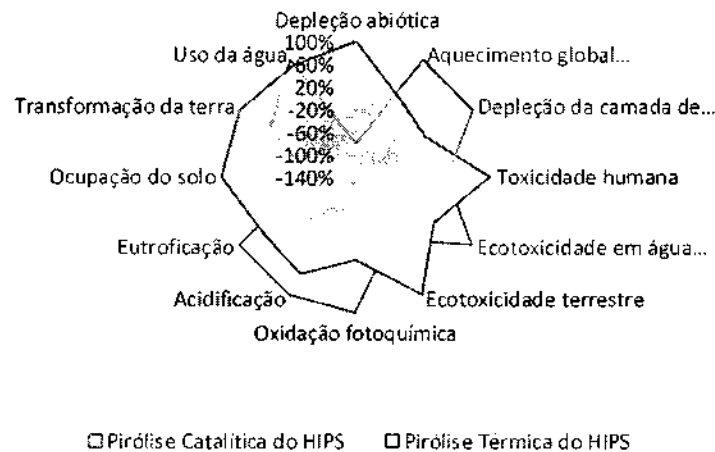 Depleção abiótica
100%
60%
20%
-20%
-60%
-100%
-140%
Aquecimento global...
Depleção da camada de...
Toxicidade humana
Ecotoxicidade em água...
Ecotoxicidade terrestre
Oxidação fotoquímica
Acidificação
Eutroficação
Ocupação do solo
Transformação da terra
Uso da água
Pirólise Catalítica do HIPS
Pirólise Térmica do HIPS